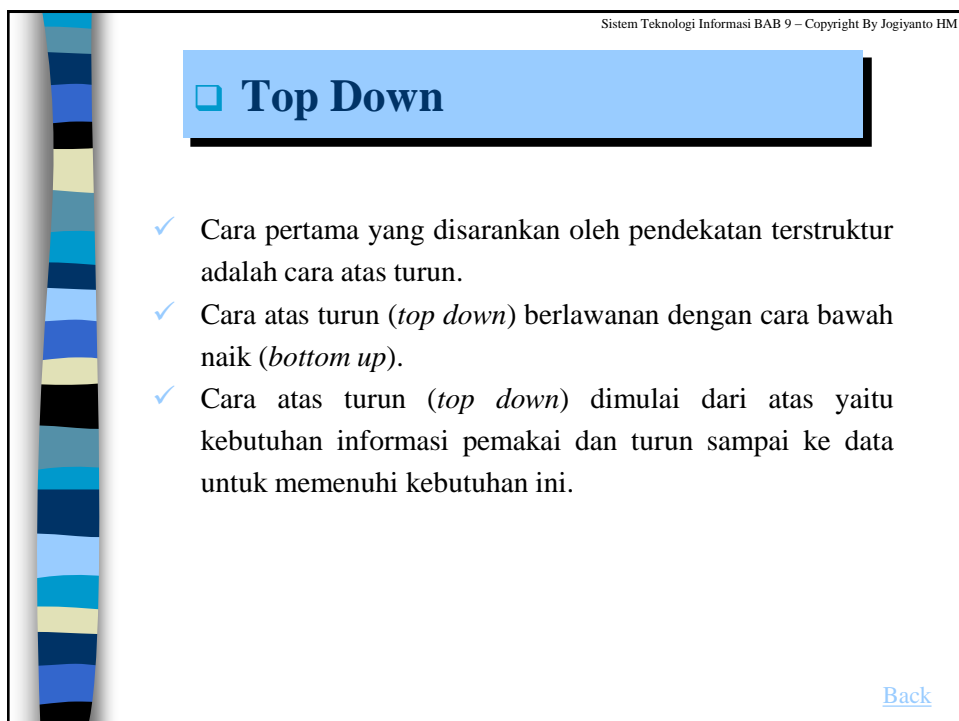 Sistem Teknologi Informasi BAB 9 – Copyright By Jogiyanto HM
❑ Top Down
✓ Cara pertama yang disarankan oleh pendekatan terstruktur
adalah cara atas turun.
✓ Cara atas turun (top down) berlawanan dengan cara bawah
naik (bottom up).
✓ Cara atas turun (top down) dimulai dari atas yaitu
kebutuhan informasi pemakai dan turun sampai ke data
untuk memenuhi kebutuhan ini.
Back